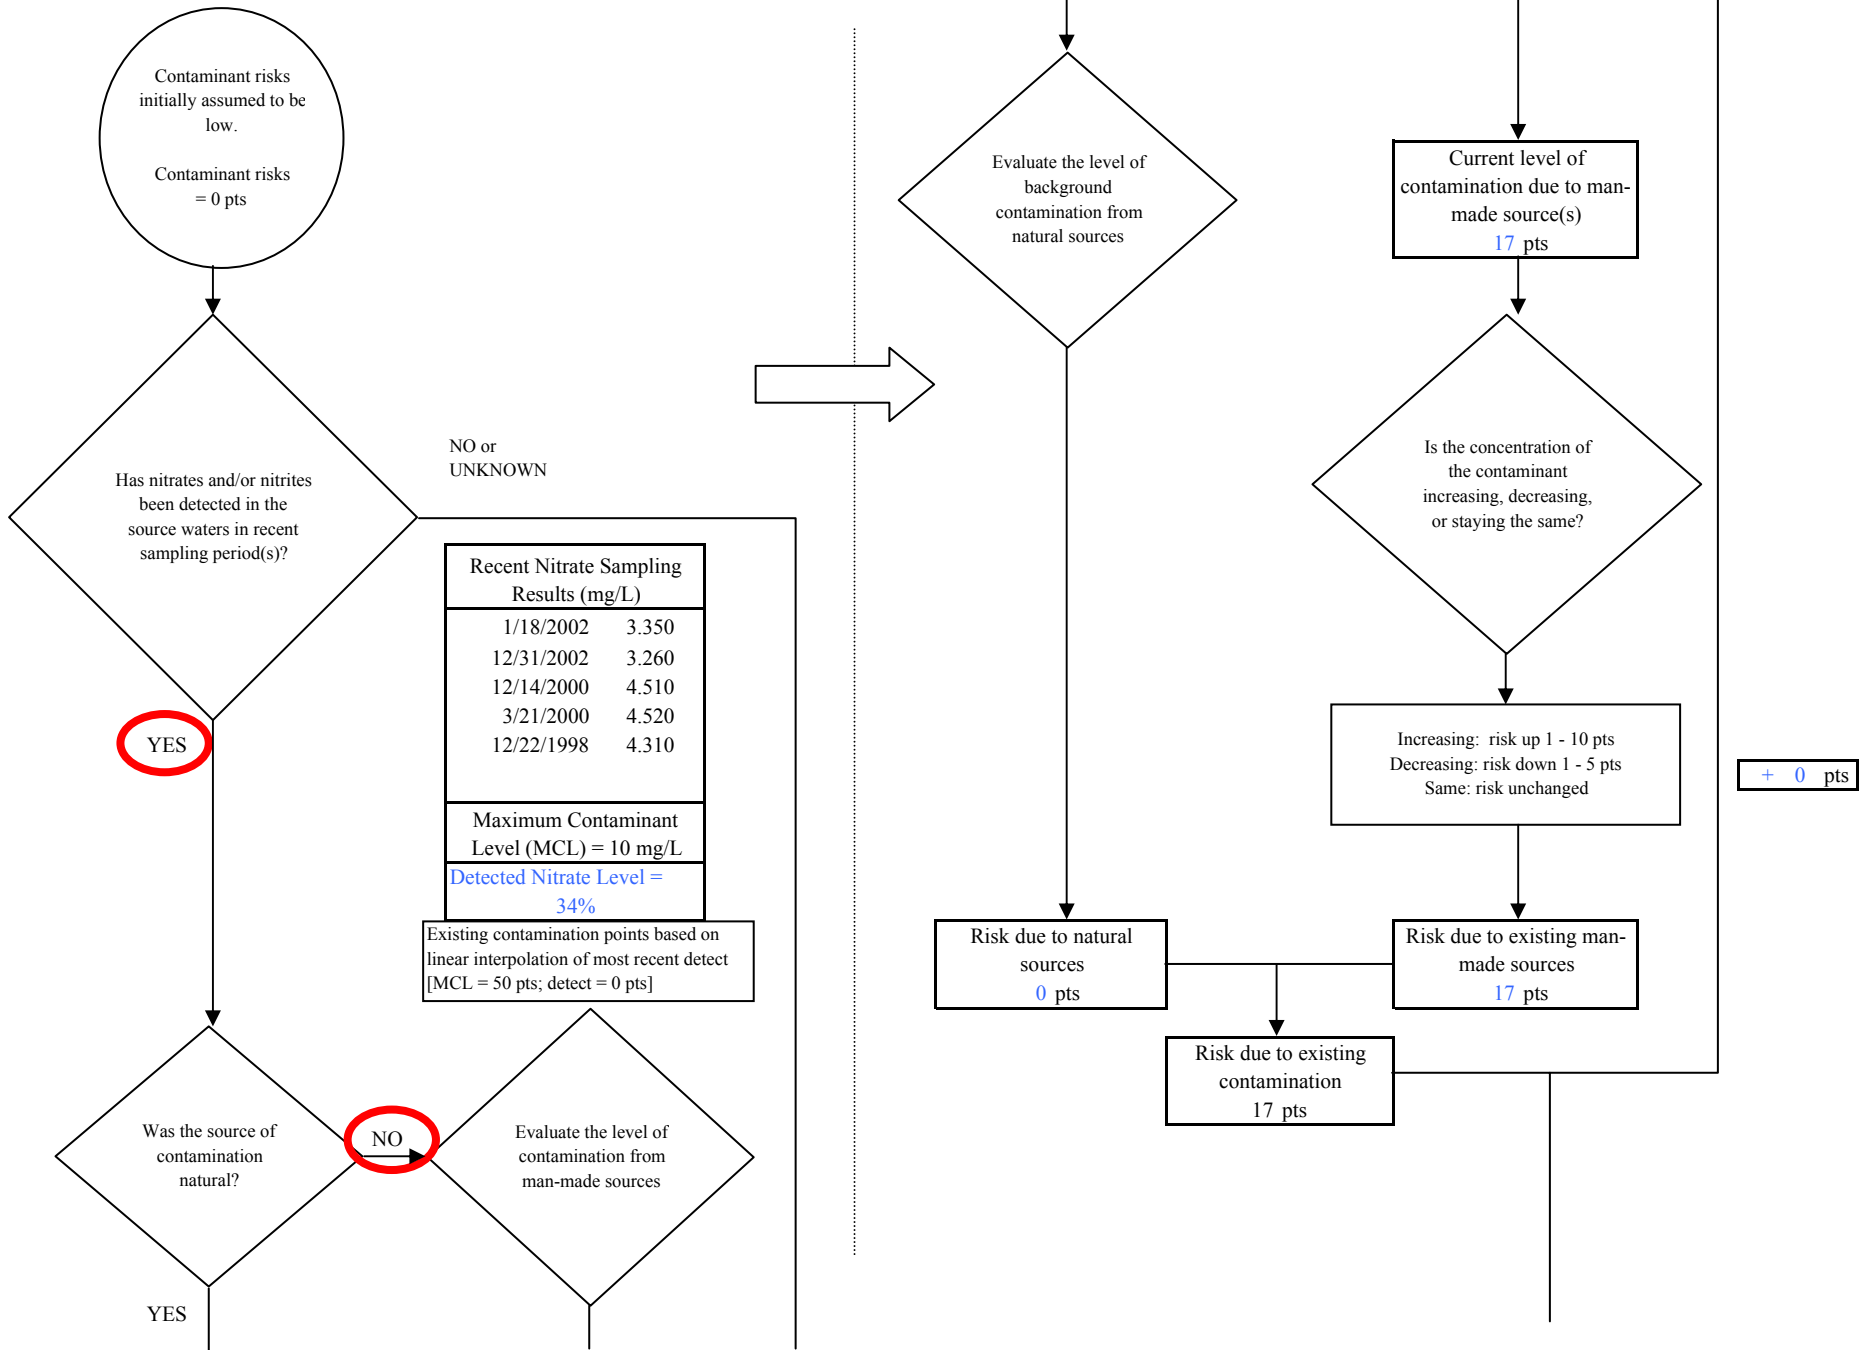 Contaminant risks
initially assumed to be
low.
Contaminant risks
= 0 pts
Has nitrates and/or nitrites
been detected in the
source waters in recent
sampling period(s)?
NO or
UNKNOWN
YES
Recent Nitrate Sampling
Results (mg/L)
1/18/2002 3.350
12/31/2002 3.260
12/14/2000 4.510
3/21/2000 4.520
12/22/1998 4.310
Maximum Contaminant
Level (MCL) = 10 mg/L
Detected Nitrate Level =
34%
Existing contamination points based on
linear interpolation of most recent detect
[MCL = 50 pts; detect = 0 pts]
Was the source of
contamination
natural?
NO
Evaluate the level of
contamination from
man-made sources
YES
Evaluate the level of
background
contamination from
natural sources
Current level of
contamination due to man-
made source(s)
17 pts
Is the concentration of
the contaminant
increasing, decreasing,
or staying the same?
Increasing: risk up 1 - 10 pts
Decreasing: risk down 1 - 5 pts
Same: risk unchanged
+ 0 pts
Risk due to natural
sources
0 pts
Risk due to existing man-
made sources
17 pts
Risk due to existing
contamination
17 pts